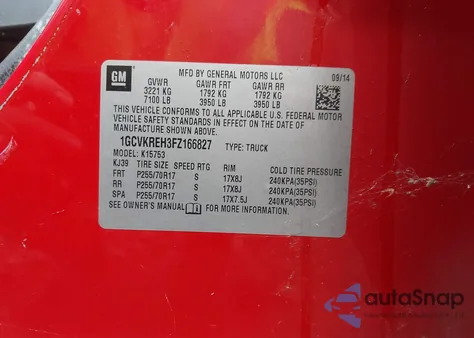 GM
MFD BY GENERAL MOTORS LLC
09/14
GVWR GAWR FRT GAWR RR
3221 KG 1792 KG 1792 KG
7100 LB 3950 LB 3950 LB
THIS VEHICLE CONFORMS TO ALL APPLICABLE U.S. FEDERAL MOTOR
VEHICLE SAFETY STANDARDS IN EFFECT ON THE DATE OF
MANUFACTURE SHOWN ABOVE.
1GCVKREH3FZ166827 TYPE: TRUCK
MODEL: K15753
KJ39 TIRE SIZE SPEED RTG RIM COLD TIRE PRESSURE
FRT P255/70R17 S 17X8J 240KPA(35PSI)
RR P255/70R17 S 17X8J 240KPA(35PSI)
SPA P255/70R17 S 17X7.5J 240KPA(35PSI)
SEE OWNER'S MANUAL FOR MORE INFORMATION.
autoSnap